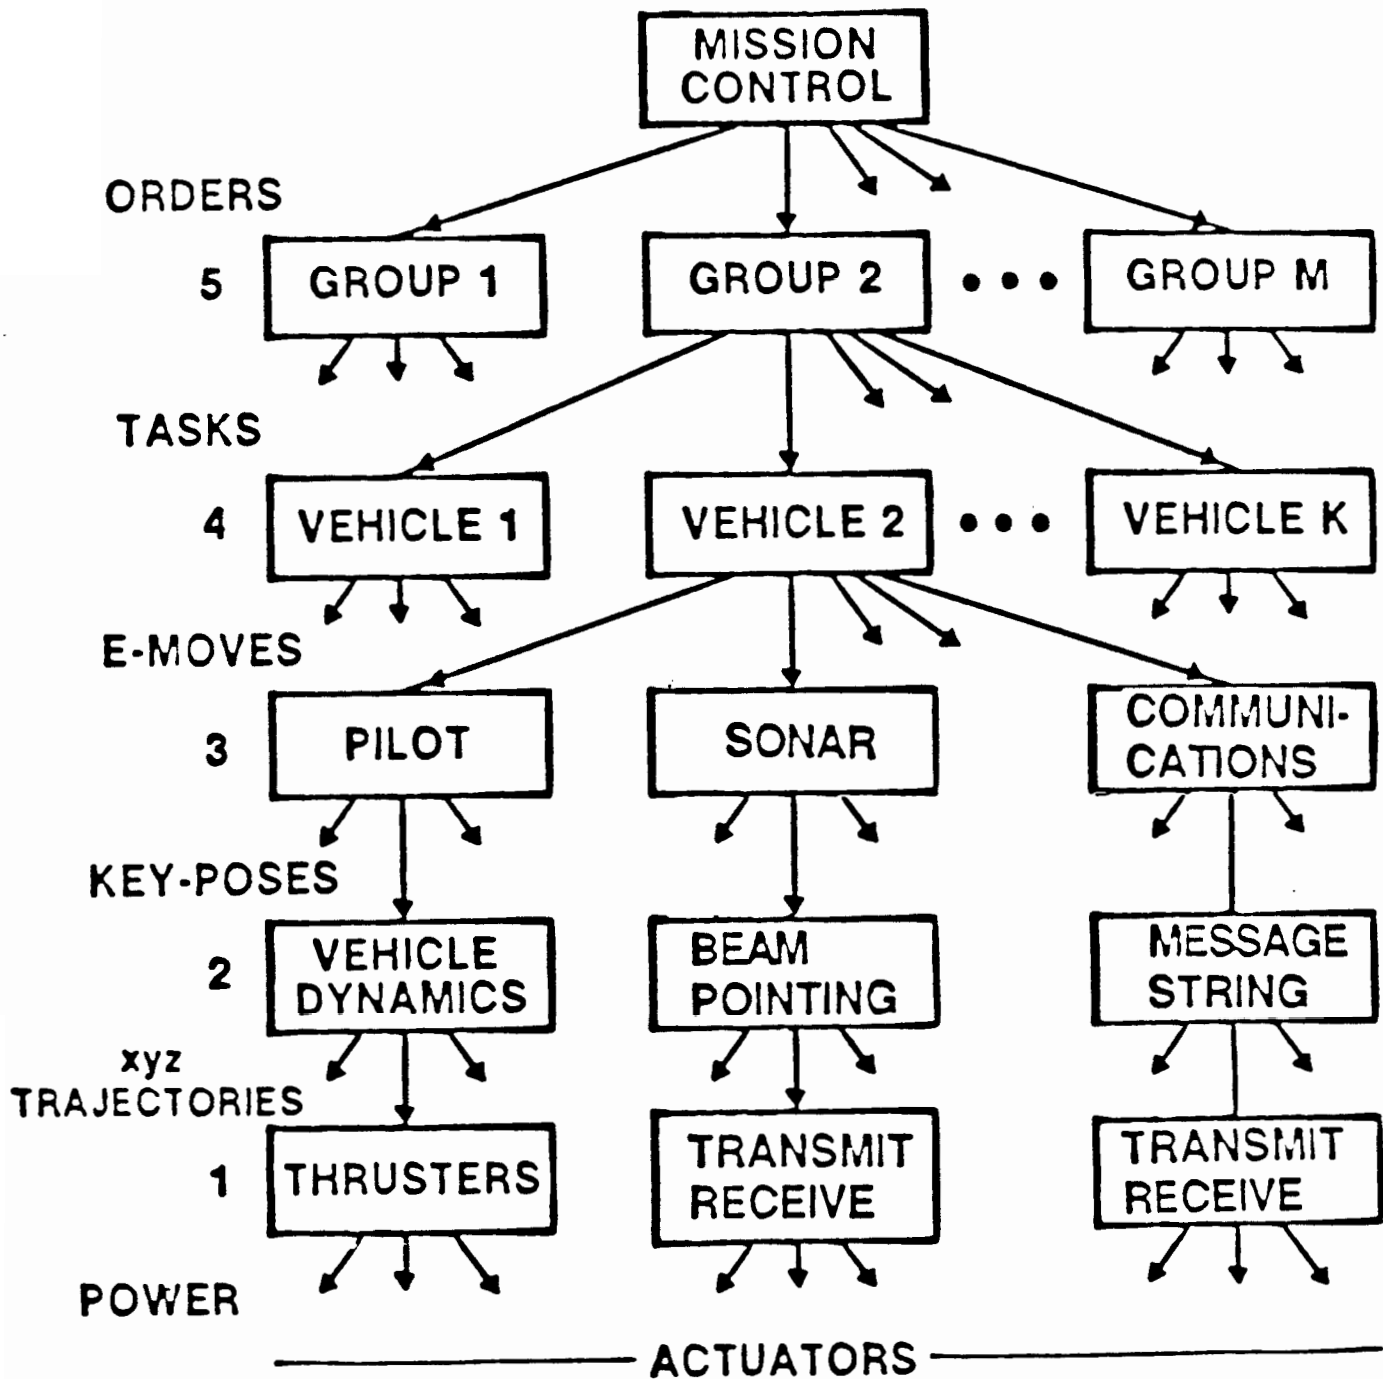 MISSION
CONTROL
ORDERS
5
GROUP 1
GROUP 2
GROUP M
TASKS
4
VEHICLE 1
VEHICLE 2
VEHICLE K
E-MOVES
3
PILOT
SONAR
COMMUNI-
CATIONS
KEY-POSES
2
VEHICLE
DYNAMICS
BEAM
POINTING
MESSAGE
STRING
xyz
TRAJECTORIES
1
THRUSTERS
TRANSMIT
RECEIVE
TRANSMIT
RECEIVE
POWER
ACTUATORS